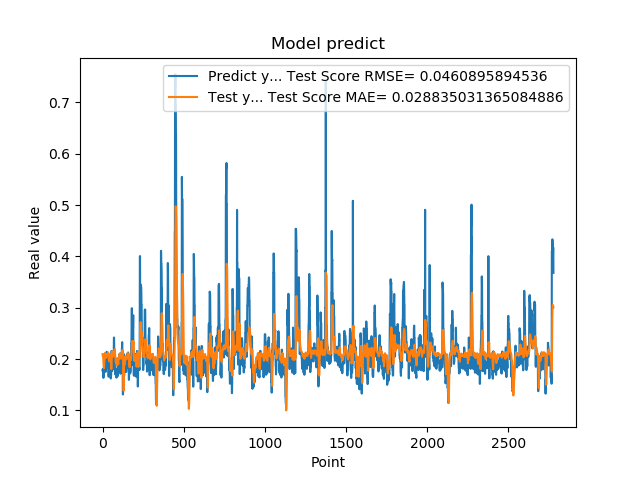 Model predict
Predict y... Test Score RMSE= 0.0460895894536
Test y... Test Score MAE= 0.028835031365084886
0.7
0.6
0.5
0.4
0.3
0.2
0.1
Real value
0 500 1000 1500 2000 2500
Point